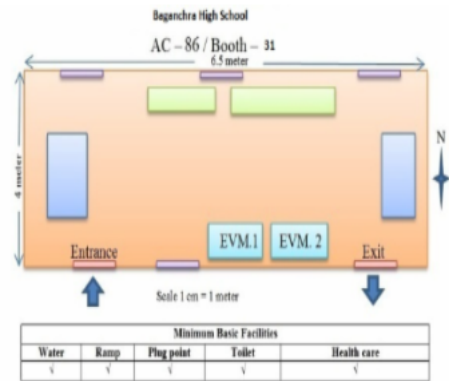 Baganchra High School
AC – 86 / Booth – 31
6.5 meter
4 meter
N
EVM.1 EVM. 2
Entrance Exit
Scale 1 cm = 1 meter
Minimum Basic Facilities
Water Ramp Plug point Toilet Health care
√ √ √ √ √